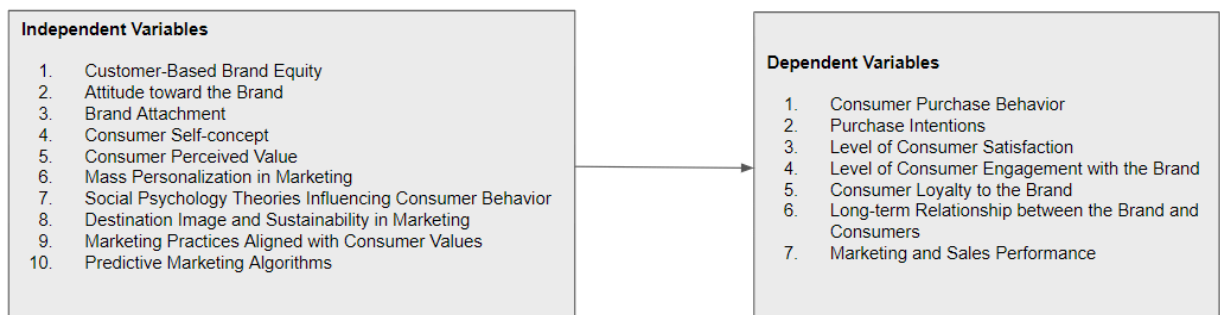 Independent Variables
1. Customer-Based Brand Equity
2. Attitude toward the Brand
3. Brand Attachment
4. Consumer Self-concept
5. Consumer Perceived Value
6. Mass Personalization in Marketing
7. Social Psychology Theories Influencing Consumer Behavior
8. Destination Image and Sustainability in Marketing
9. Marketing Practices Aligned with Consumer Values
10. Predictive Marketing Algorithms
Dependent Variables
1. Consumer Purchase Behavior
2. Purchase Intentions
3. Level of Consumer Satisfaction
4. Level of Consumer Engagement with the Brand
5. Consumer Loyalty to the Brand
6. Long-term Relationship between the Brand and
Consumers
7. Marketing and Sales Performance